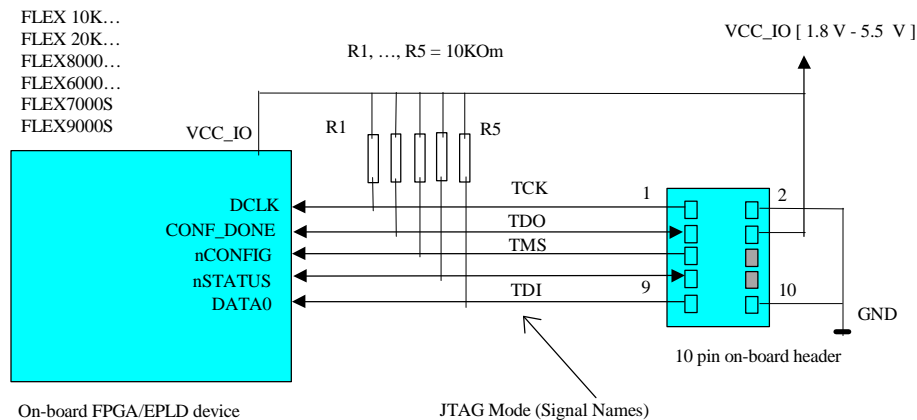 FLEX 10K…
FLEX 20K…
FLEX8000…
FLEX6000…
FLEX7000S
FLEX9000S
R1, …, R5 = 10KOm
VCC_IO [ 1.8 V - 5.5 V ]
VCC_IO
R1
R5
DCLK
TCK
1
2
CONF_DONE
TDO
nCONFIG
TMS
nSTATUS
DATA0
TDI
9
10
GND
10 pin on-board header
On-board FPGA/EPLD device
JTAG Mode (Signal Names)